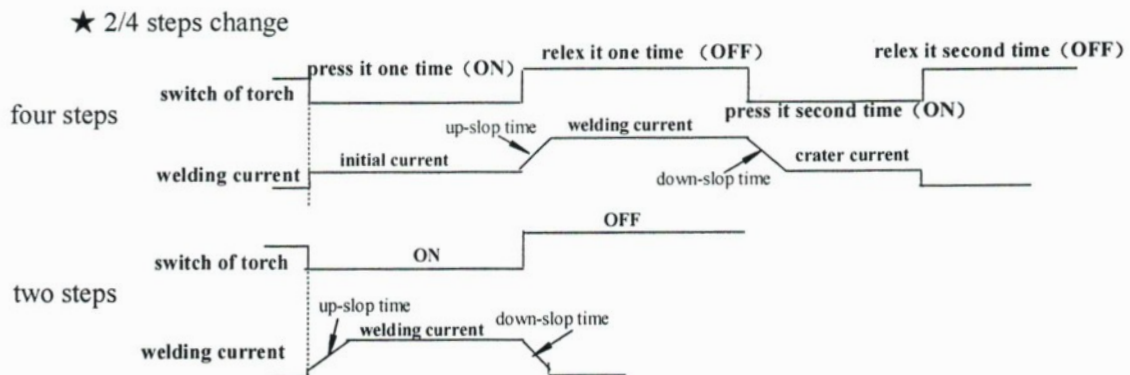 ★ 2/4 steps change
press it one time（ON）
relex it one time （OFF）
relex it second time (OFF)
switch of torch
four steps
press it second time（ON）
up-slop time
welding current
initial current
crater current
welding current
down-slop time
OFF
switch of torch
ON
two steps
up-slop time
welding current
down-slop time
welding current